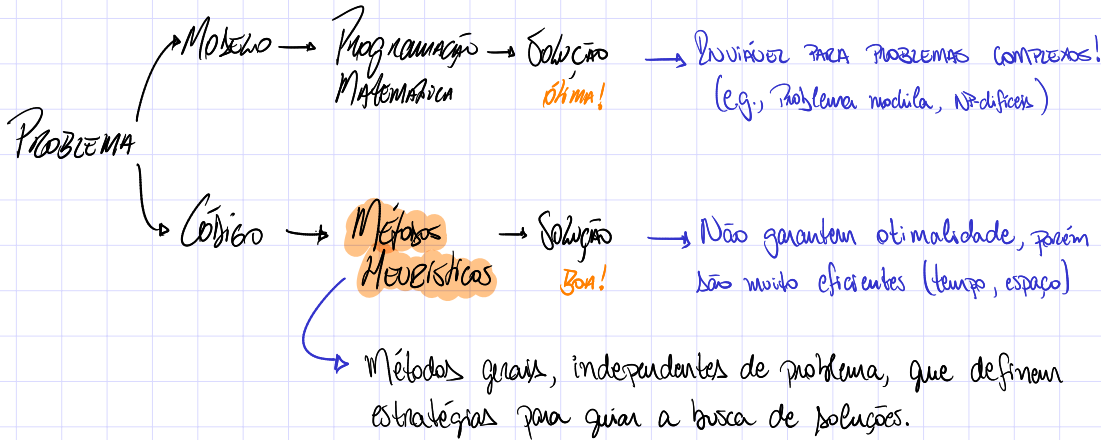 PROBLEMA
MODELO → PROGRAMAÇÃO MATEMÁTICA → SOLUÇÃO ÓTIMA! → INVIÁVEL PARA PROBLEMAS COMPLEXOS!
(e.g., Problema mochila, NP-difíceis)
CÓDIGO → MÉTODOS HEURÍSTICOS → SOLUÇÃO BOA! → Não garantem otimalidade, porém
são muito eficientes (tempo, espaço)
Métodos gerais, independentes de problema, que definem
estratégias para guiar a busca de soluções.